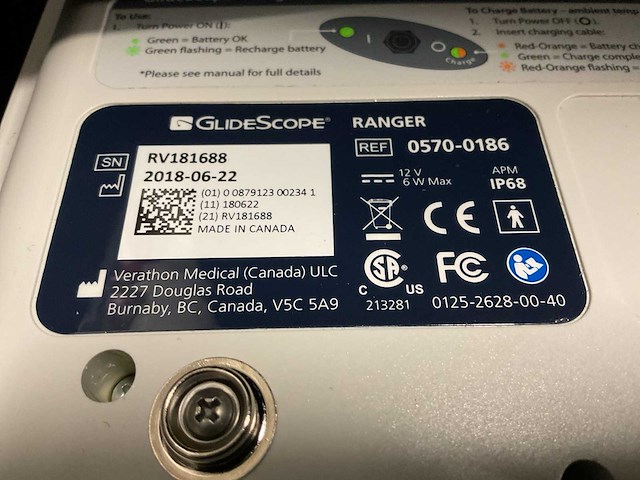 To Use:
1. Turn Power ON
Green = Battery OK
Green flashing = Recharge battery
*Please see manual for full details
To Charge Battery – ambient temp
1. Turn Power OFF
2. Insert charging cable:
Red-Orange = Battery
Green = Charge
Red-Orange flashing =
Charge
GLIDESCOPE® RANGER
SN RV181688
2018-06-22
(01) 0 0879123 00234 1
(11) 180622
(21) RV181688
MADE IN CANADA
REF 0570-0186
12 V
6 W Max
APM
IP68
CE
CSA®
C US
213281
FC
0125-2628-00-40
Verathon Medical (Canada) ULC
2227 Douglas Road
Burnaby, BC, Canada, V5C 5A9